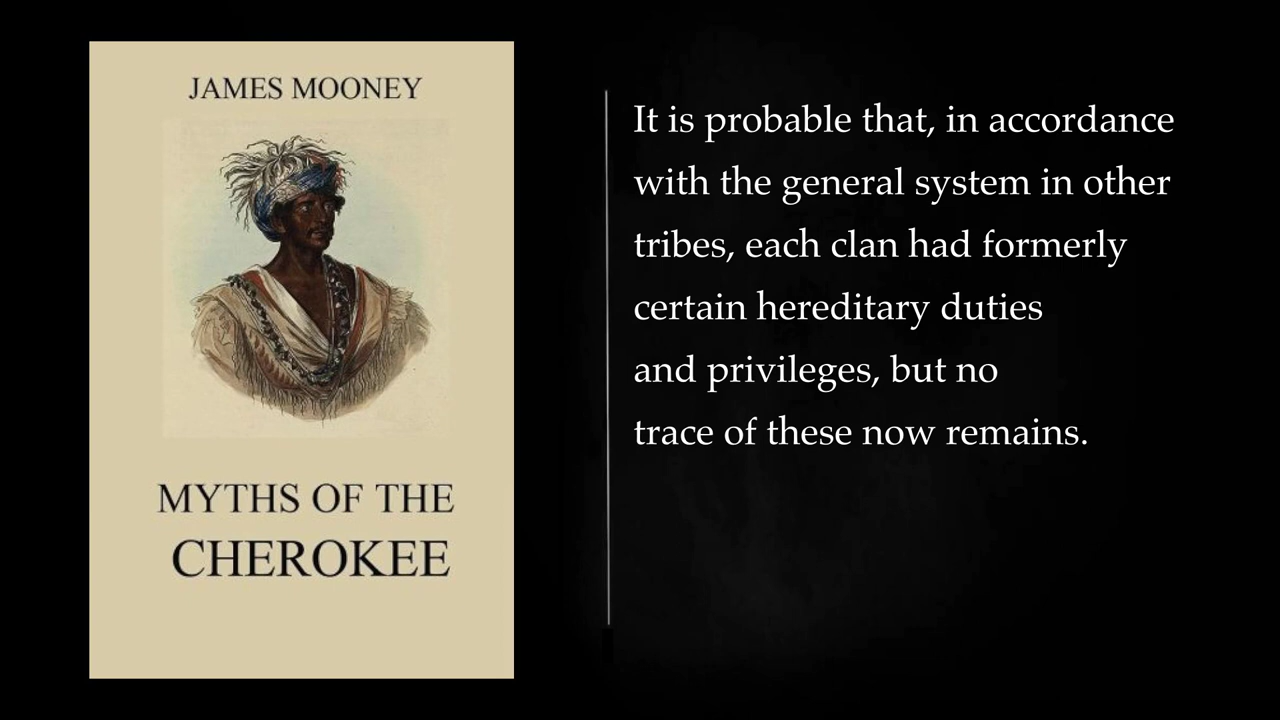 JAMES MOONEY
MYTHS OF THE
CHEROKEE
It is probable that, in accordance
with the general system in other
tribes, each clan had formerly
certain hereditary duties
and privileges, but no
trace of these now remains.